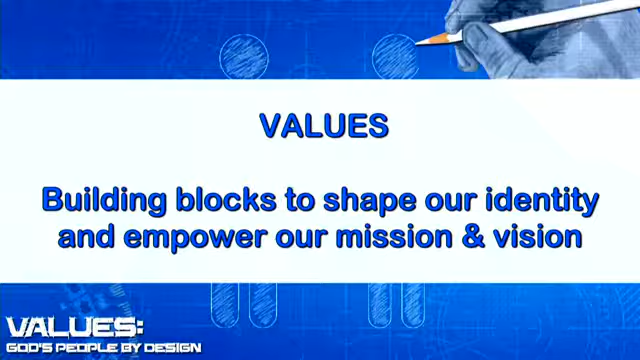 VALUES
Building blocks to shape our identity
and empower our mission & vision
VALUES:
GOD'S PEOPLE BY DESIGN